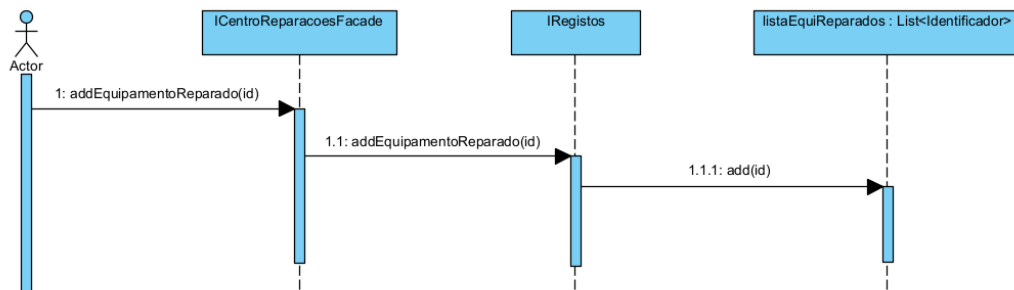 ICentroReparacoesFacade
IRegistos
listaEquiReparados : List<Identificador>
Actor
1: addEquipamentoReparado(id)
1.1: addEquipamentoReparado(id)
1.1.1: add(id)